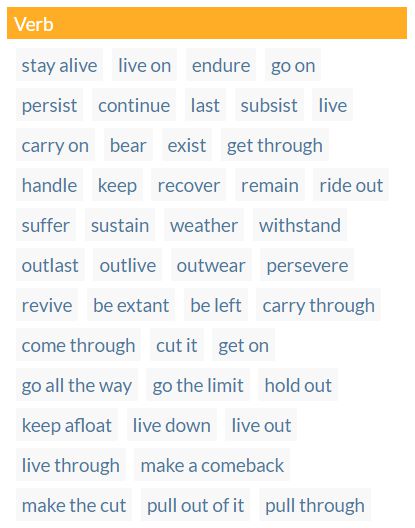 Verb
stay alive live on endure go on
persist continue last subsist live
carry on bear exist get through
handle keep recover remain ride out
suffer sustain weather withstand
outlast outlive outwear persevere
revive be extant be left carry through
come through cut it get on
go all the way go the limit hold out
keep afloat live down live out
live through make a comeback
make the cut pull out of it pull through